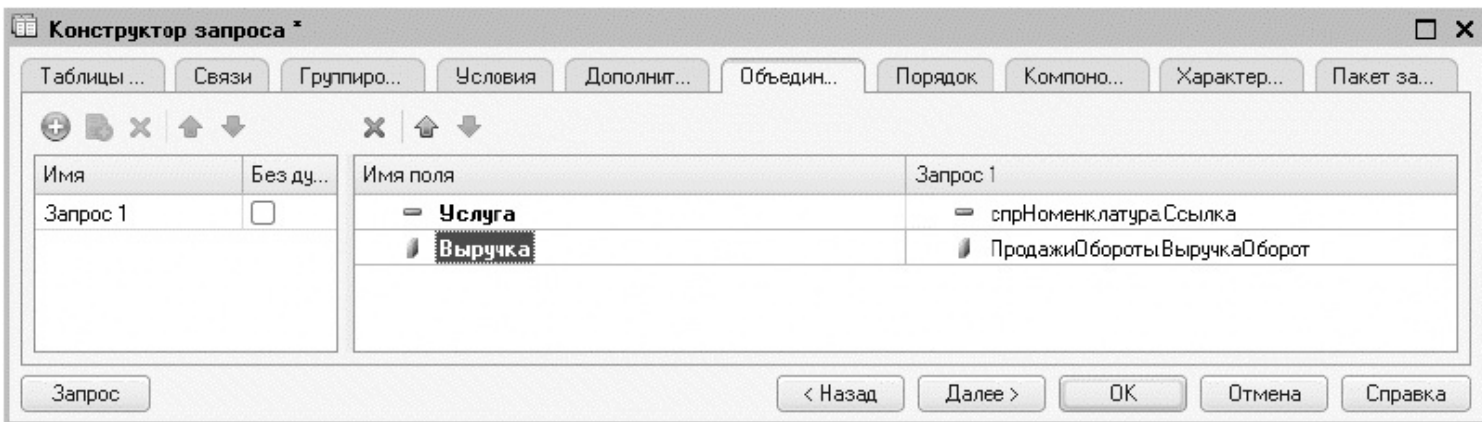 Конструктор запроса *
Таблицы ... Связи Группиро... Условия Дополнит... Объедин... Порядок Компоно... Характер... Пакет за...
Имя Без ду... Имя поля Запрос 1
Запрос 1 Услуга спрНоменклатура.Ссылка
Выручка ПродажиОбороты.ВыручкаОборот
Запрос < Назад Далее > ОК Отмена Справка